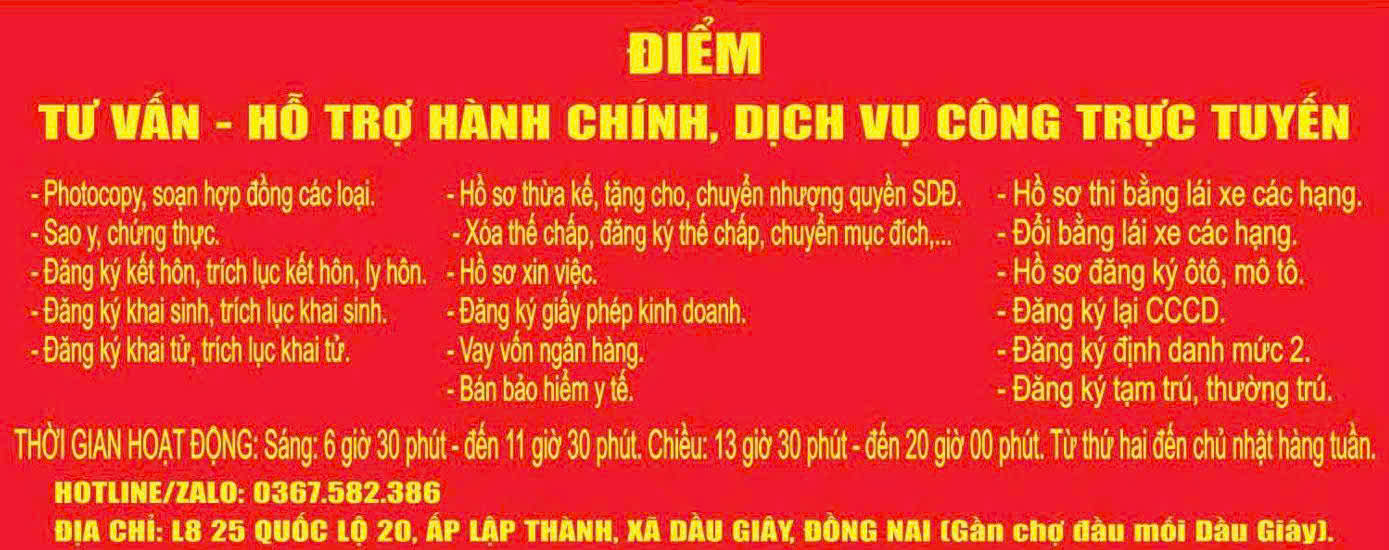 ĐIỂM
TƯ VẤN - HỖ TRỢ HÀNH CHÍNH, DỊCH VỤ CÔNG TRỰC TUYẾN
- Photocopy, soạn hợp đồng các loại.
- Sao y, chứng thực.
- Đăng ký kết hôn, trích lục kết hôn, ly hôn.
- Đăng ký khai sinh, trích lục khai sinh.
- Đăng ký khai tử, trích lục khai tử.
- Hồ sơ thừa kế, tặng cho, chuyển nhượng quyền SDĐ.
- Xóa thế chấp, đăng ký thế chấp, chuyển mục đích,...
- Hồ sơ xin việc.
- Đăng ký giấy phép kinh doanh.
- Vay vốn ngân hàng.
- Bán bảo hiểm y tế.
- Hồ sơ thi bằng lái xe các hạng.
- Đổi bằng lái xe các hạng.
- Hồ sơ đăng ký ôtô, mô tô.
- Đăng ký lại CCCD.
- Đăng ký định danh mức 2.
- Đăng ký tạm trú, thường trú.
THỜI GIAN HOẠT ĐỘNG: Sáng: 6 giờ 30 phút - đến 11 giờ 30 phút. Chiều: 13 giờ 30 phút - đến 20 giờ 00 phút. Từ thứ hai đến chủ nhật hàng tuần.
HOTLINE/ZALO: 0367.582.386
ĐỊA CHỈ: L8 25 QUỐC LỘ 20, ẤP LẬP THÀNH, XÃ DẦU GIÂY, ĐỒNG NAI (Gần chợ đầu mối Dầu Giây).